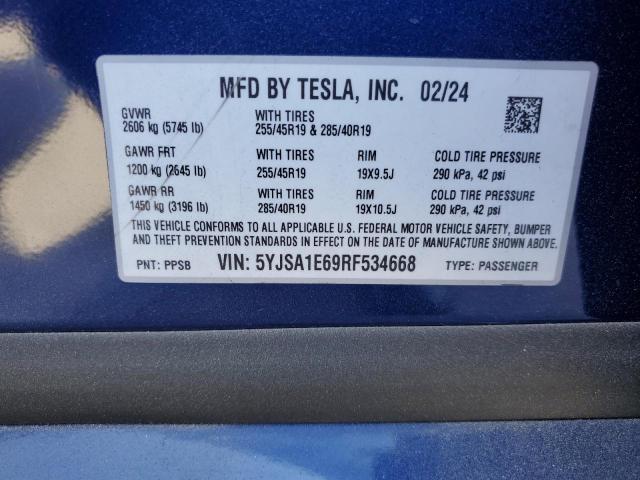 MFD BY TESLA, INC. 02/24
GVWR
2606 kg (5745 lb)
WITH TIRES
255/45R19 & 285/40R19
GAWR FRT WITH TIRES RIM COLD TIRE PRESSURE
1200 kg (2645 lb) 255/45R19 19X9.5J 290 kPa, 42 psi
GAWR RR WITH TIRES RIM COLD TIRE PRESSURE
1450 kg (3196 lb) 285/40R19 19X10.5J 290 kPa, 42 psi
THIS VEHICLE CONFORMS TO ALL APPLICABLE U.S. FEDERAL MOTOR VEHICLE SAFETY, BUMPER
AND THEFT PREVENTION STANDARDS IN EFFECT ON THE DATE OF MANUFACTURE SHOWN ABOVE.
PNT: PPSB VIN: 5YJSA1E69RF534668 TYPE: PASSENGER